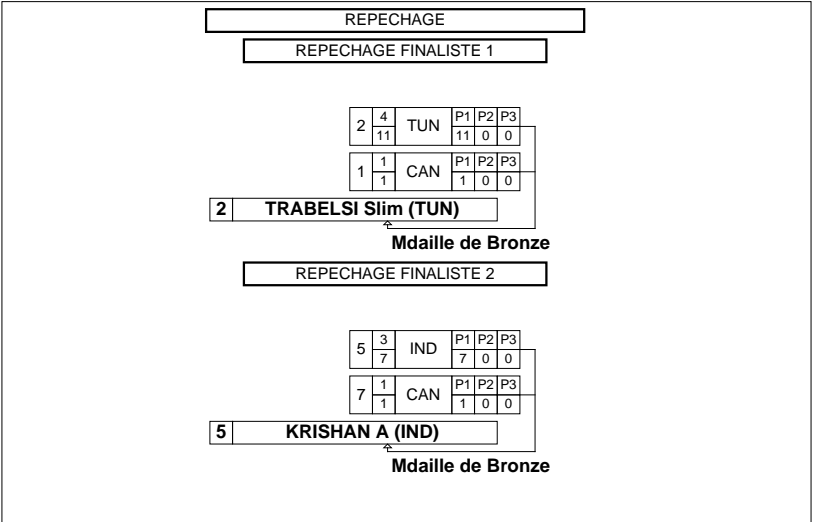 REPECHAGE
REPECHAGE FINALISTE 1
2 4 TUN P1 P2 P3
11 11 0 0
1 1 CAN P1 P2 P3
1 1 0 0
2 TRABELSI Slim (TUN)
Mdaille de Bronze
REPECHAGE FINALISTE 2
5 3 IND P1 P2 P3
7 7 0 0
7 1 CAN P1 P2 P3
1 1 0 0
5 KRISHAN A (IND)
Mdaille de Bronze